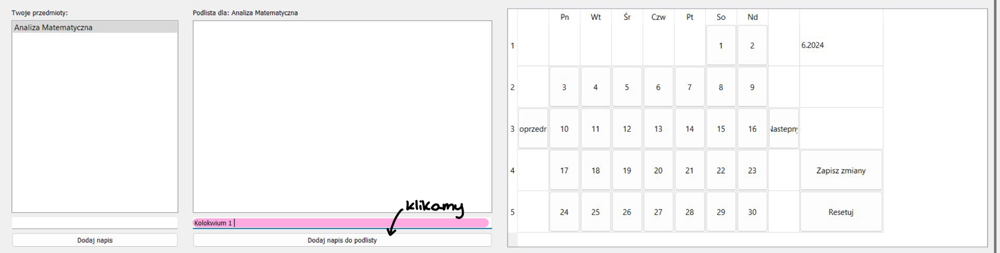 Twoje przedmioty:
Analiza Matematyczna
Dodaj napis
Podlista dla: Analiza Matematyczna
klikamy
Kolokwium 1
Dodaj napis do podlisty
Pn Wt Śr Czw Pt So Nd
1 1 2 6.2024
2 3 4 5 6 7 8 9
3 oprzedr 10 11 12 13 14 15 16 Nastepny
4 17 18 19 20 21 22 23 Zapisz zmiany
5 24 25 26 27 28 29 30 Resetuj